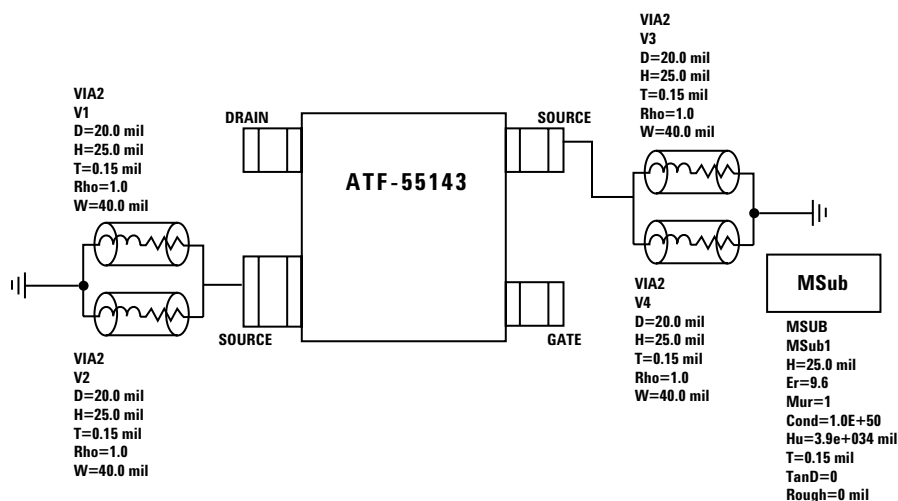 VIA2
V3
D=20.0 mil
H=25.0 mil
T=0.15 mil
Rho=1.0
W=40.0 mil
VIA2
V1
D=20.0 mil
H=25.0 mil
T=0.15 mil
Rho=1.0
W=40.0 mil
DRAIN
SOURCE
ATF-55143
SOURCE
GATE
VIA2
V2
D=20.0 mil
H=25.0 mil
T=0.15 mil
Rho=1.0
W=40.0 mil
VIA2
V4
D=20.0 mil
H=25.0 mil
T=0.15 mil
Rho=1.0
W=40.0 mil
MSub
MSUB
MSub1
H=25.0 mil
Er=9.6
Mur=1
Cond=1.0E+50
Hu=3.9e+034 mil
T=0.15 mil
TanD=0
Rough=0 mil